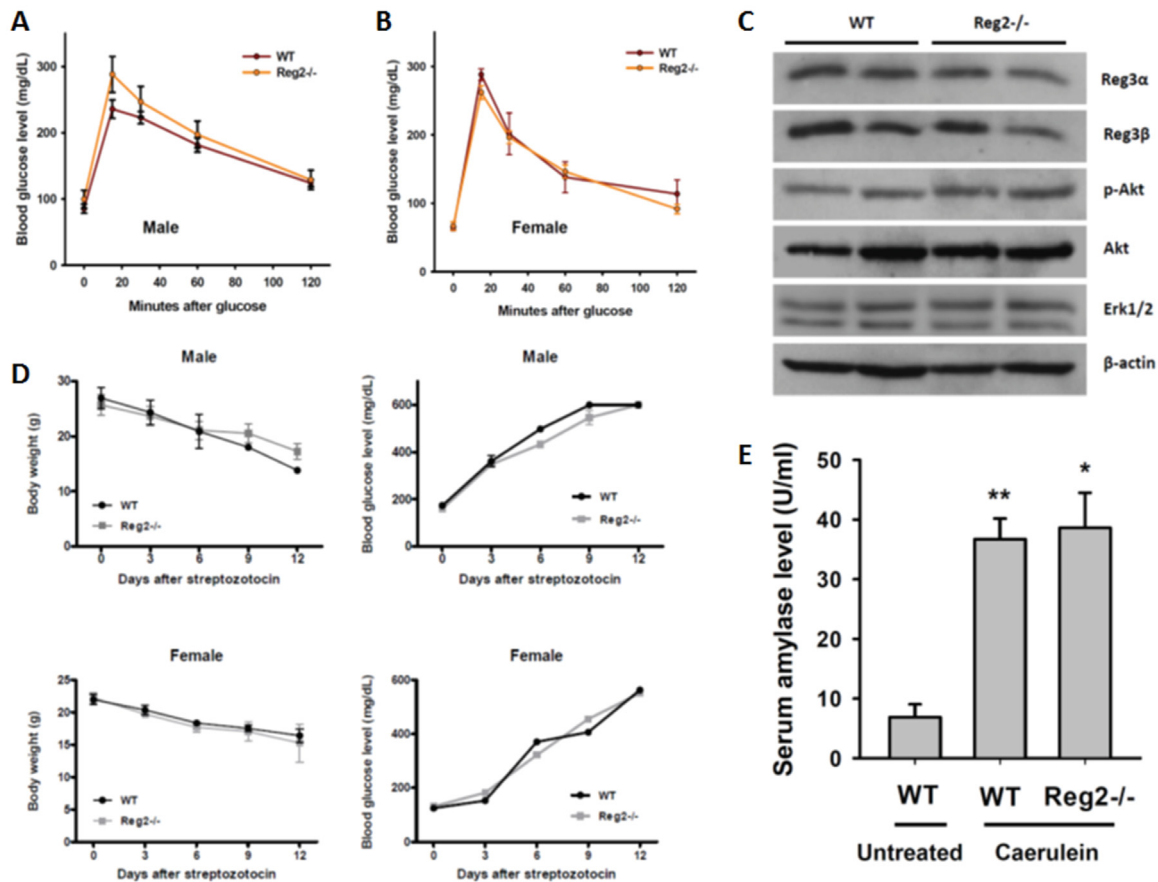 A
WT
Reg2-/-
Blood glucose level (mg/dL)
300
200
100
0
Male
0 20 40 60 80 100 120
Minutes after glucose
B
WT
Reg2-/-
Blood glucose level (mg/dL)
300
200
100
0
Female
0 20 40 60 80 100 120
Minutes after glucose
C
WT Reg2-/-
Reg3α
Reg3β
p-Akt
Akt
Erk1/2
β-actin
D
Male
Body weight (g)
30
20
10
0
WT
Reg2-/-
0 3 6 9 12
Days after streptozotocin
Male
Blood glucose level (mg/dL)
600
400
200
0
WT
Reg2-/-
0 3 6 9 12
Days after streptozotocin
Female
Body weight (g)
25
20
15
10
5
0
WT
Reg2-/-
0 3 6 9 12
Days after streptozotocin
Female
Blood glucose level (mg/dL)
600
400
200
0
WT
Reg2-/-
0 3 6 9 12
Days after streptozotocin
E
Serum amylase level (U/ml)
50
40
30
20
10
0
**
*
WT WT Reg2-/-
Untreated Caerulein